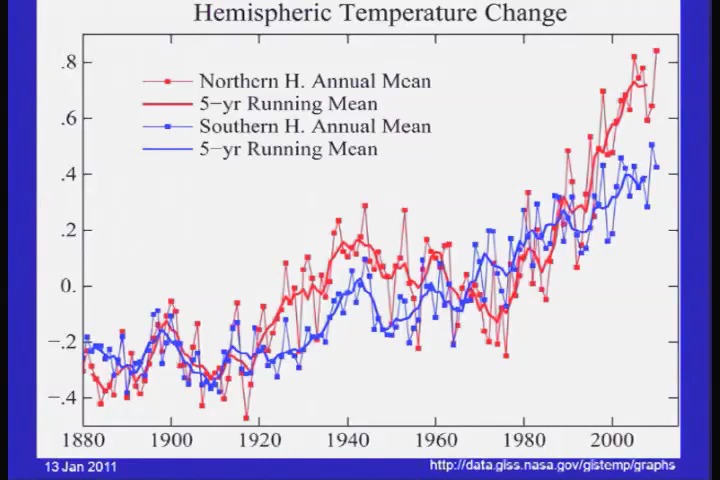 Hemispheric Temperature Change
.8
.6
.4
.2
0.
−.2
−.4
Northern H. Annual Mean
5−yr Running Mean
Southern H. Annual Mean
5−yr Running Mean
1880 1900 1920 1940 1960 1980 2000
13 Jan 2011 http://data.giss.nasa.gov/gistemp/graphs